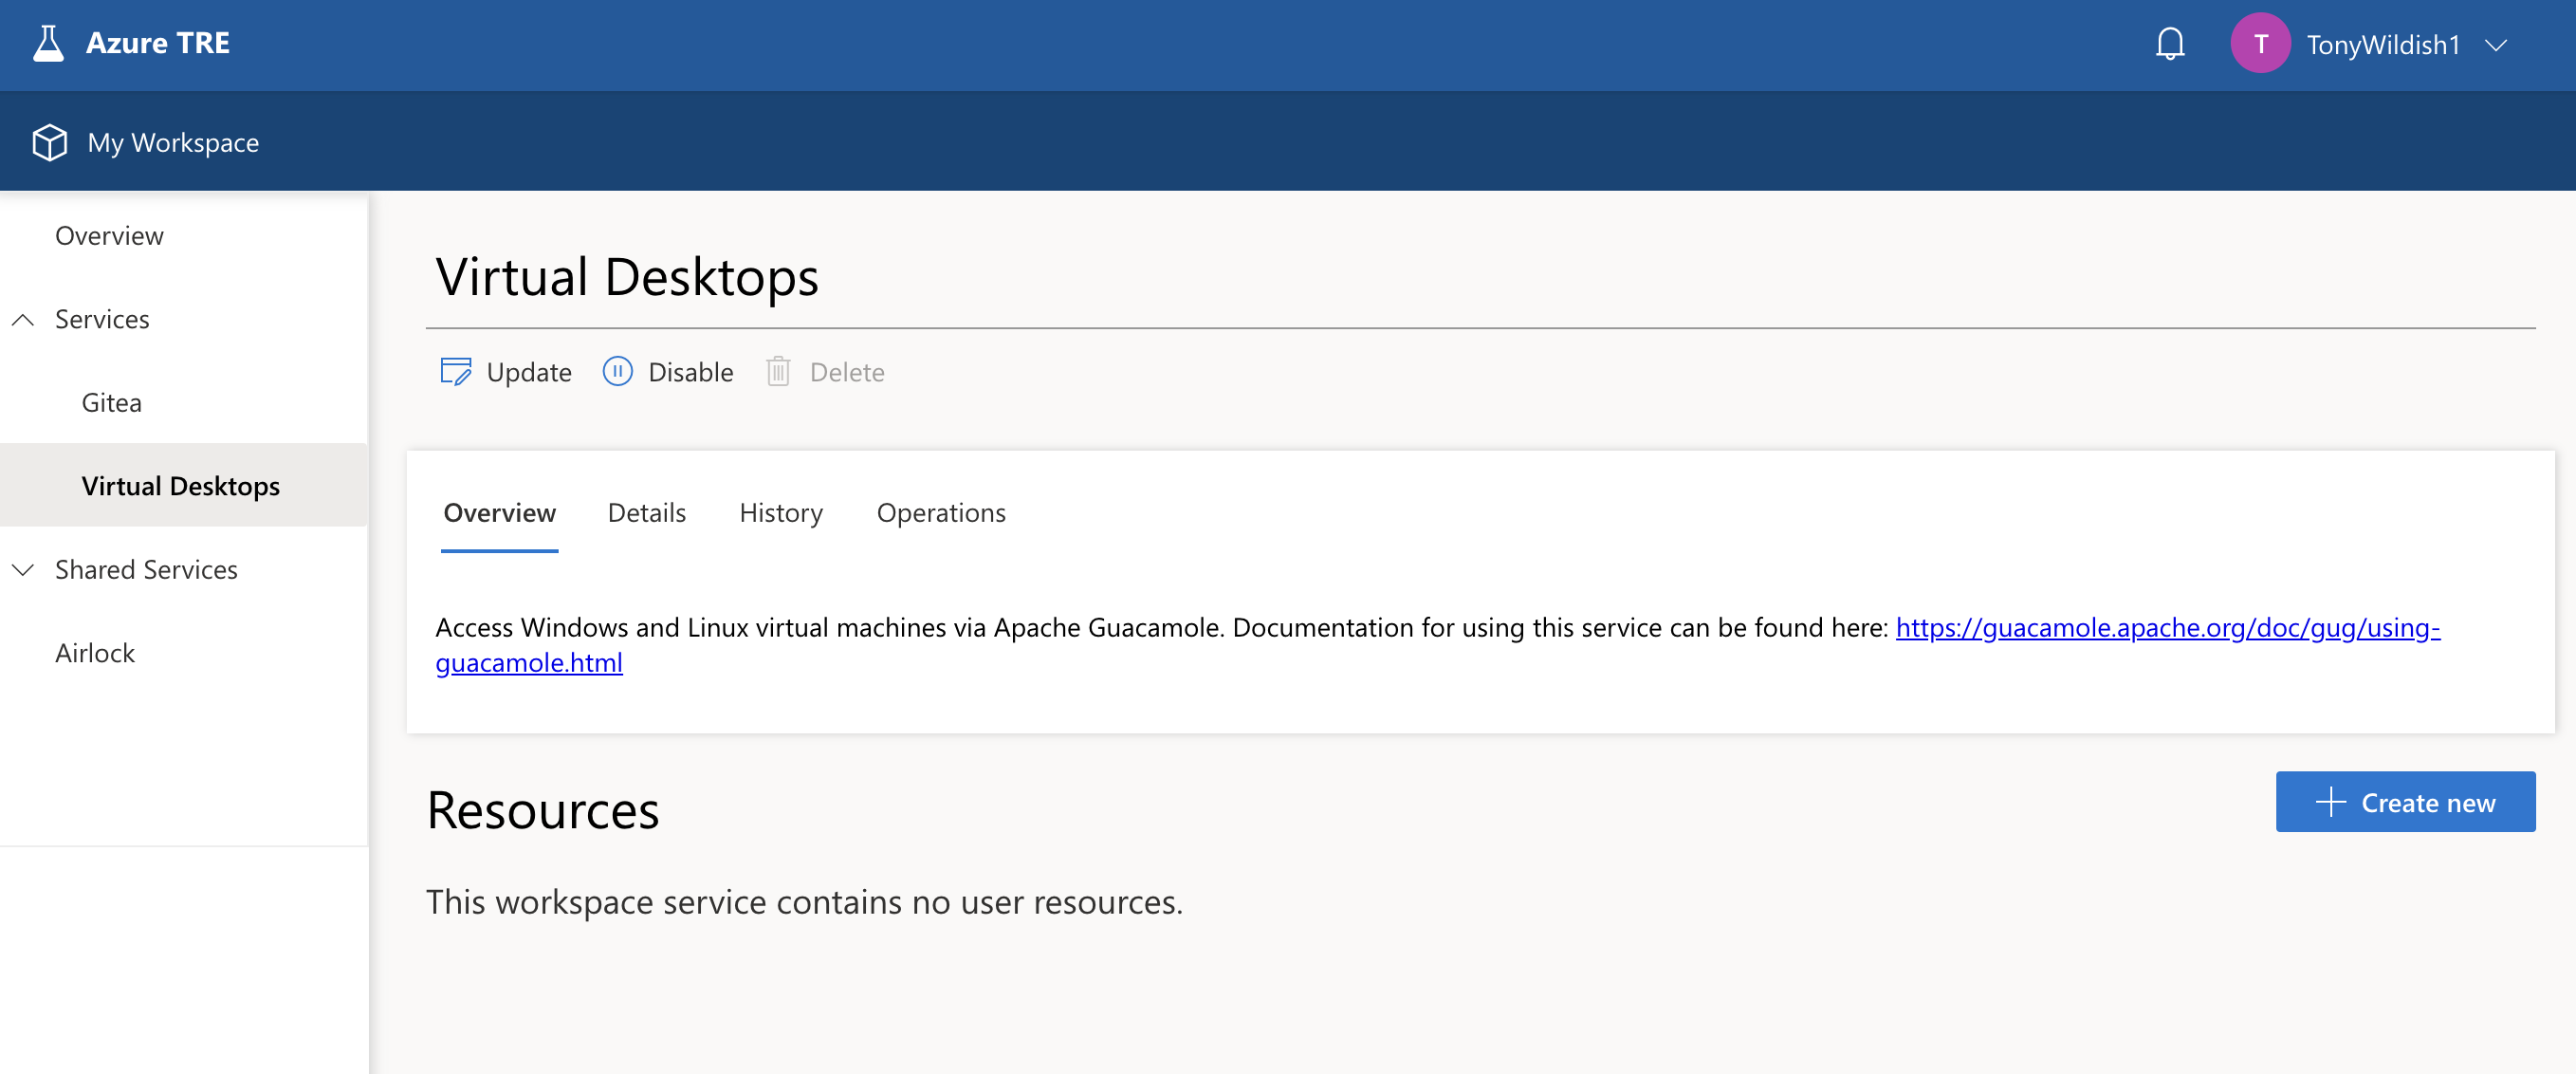 Azure TRE
T TonyWildish1
My Workspace
Overview
Services
Gitea
Virtual Desktops
Shared Services
Airlock
Virtual Desktops
Update Disable Delete
Overview Details History Operations
Access Windows and Linux virtual machines via Apache Guacamole. Documentation for using this service can be found here: https://guacamole.apache.org/doc/gug/using-
guacamole.html
Resources
Create new
This workspace service contains no user resources.